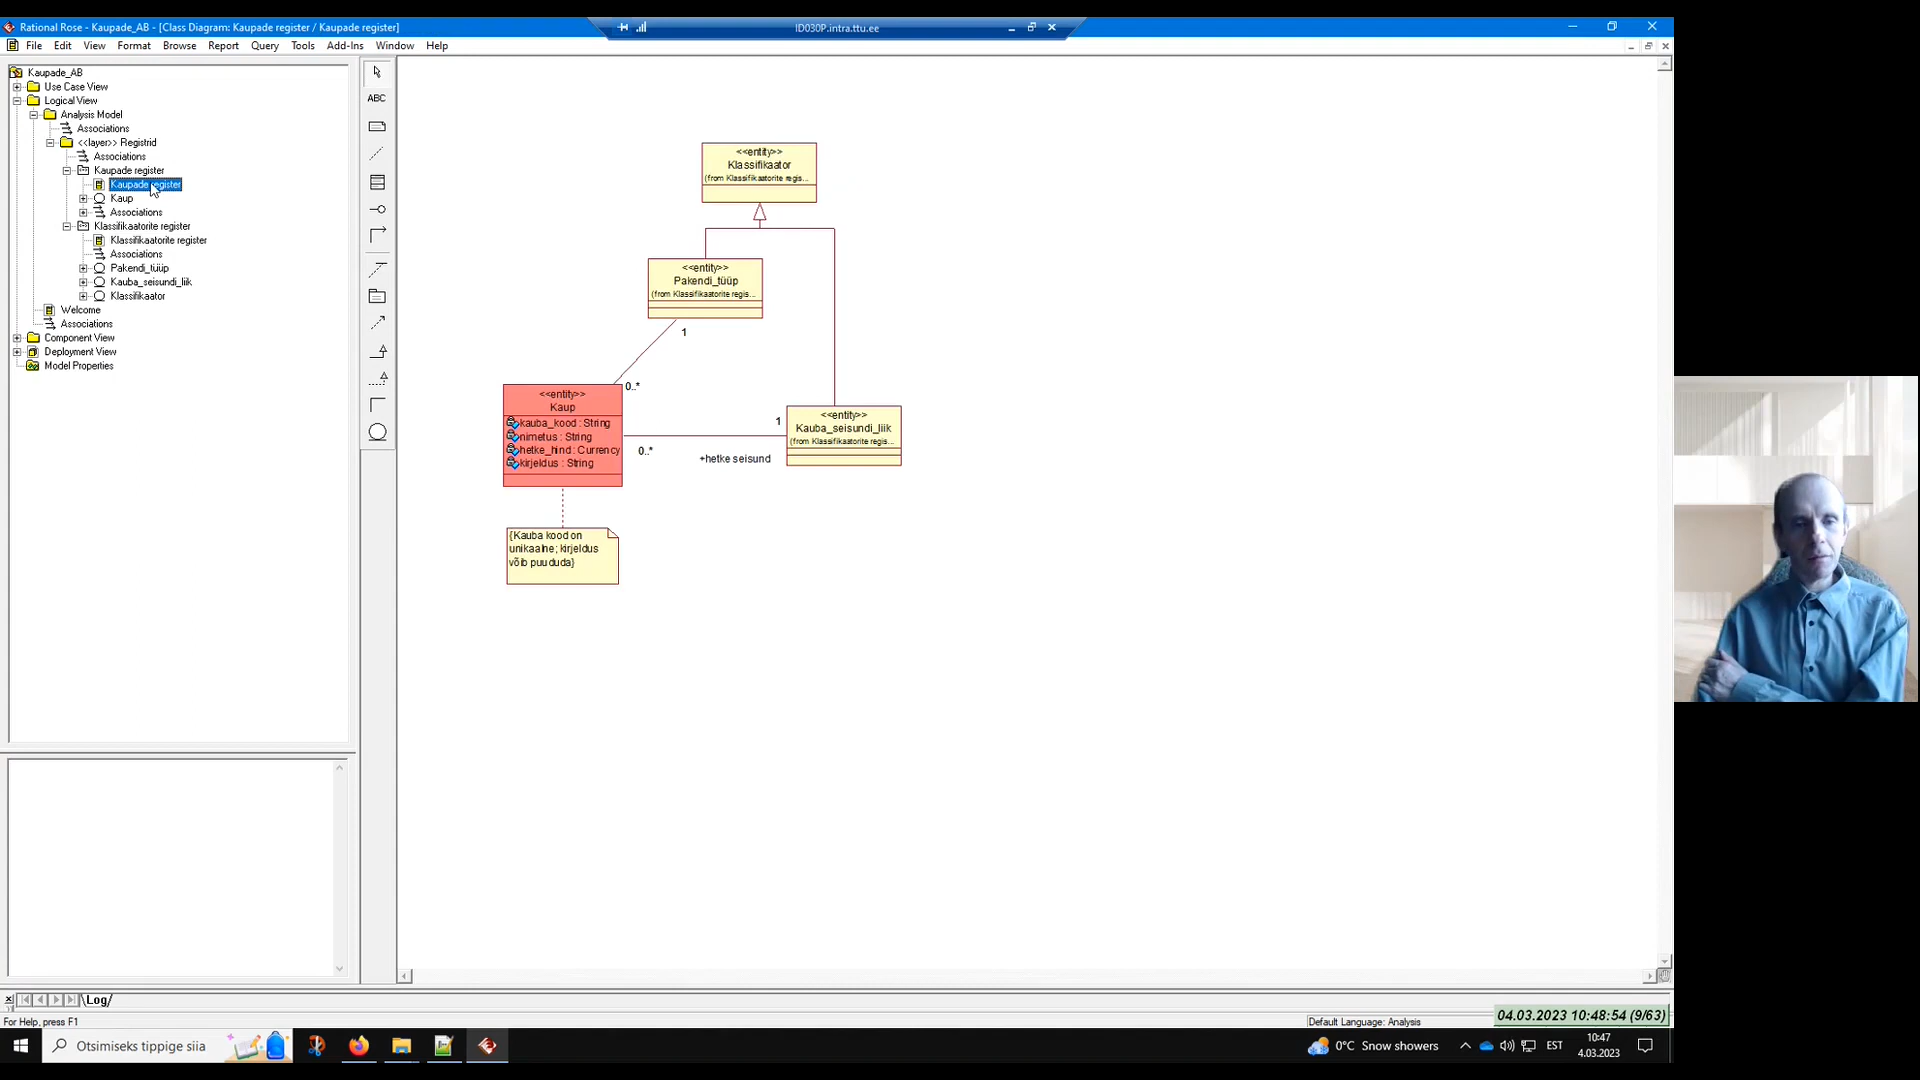 Rational Rose - Kaupade_AB - [Class Diagram: Kaupade register / Kaupade register]
ID030P.intra.ttu.ee
File Edit View Format Browse Report Query Tools Add-Ins Window Help
Kaupade_AB
Use Case View
Logical View
Analysis Model
Associations
<<layer>> Registrid
Associations
Kaupade register
Kaupade register
Kaup
Associations
Klassifikaatorite register
Klassifikaatorite register
Associations
Pakendi_tüüp
Kauba_seisundi_liik
Klassifikaator
Welcome
Associations
Component View
Deployment View
Model Properties
ABC
<<entity>>
Klassifikaator
(from Klassifikaatorite regis...
<<entity>>
Pakendi_tüüp
(from Klassifikaatorite regis...
1
0..*
<<entity>>
Kaup
kauba_kood : String
nimetus : String
hetke_hind : Currency
kirjeldus : String
0..*
1
+hetke seisund
<<entity>>
Kauba_seisundi_liik
(from Klassifikaatorite regis...
{Kauba kood on
unikaalne; kirjeldus
võib puududa}
Log
For Help, press F1
Default Language: Analysis
04.03.2023 10:48:54 (9/63)
Otsimiseks tippige siia
0°C Snow showers
EST
10:47
4.03.2023